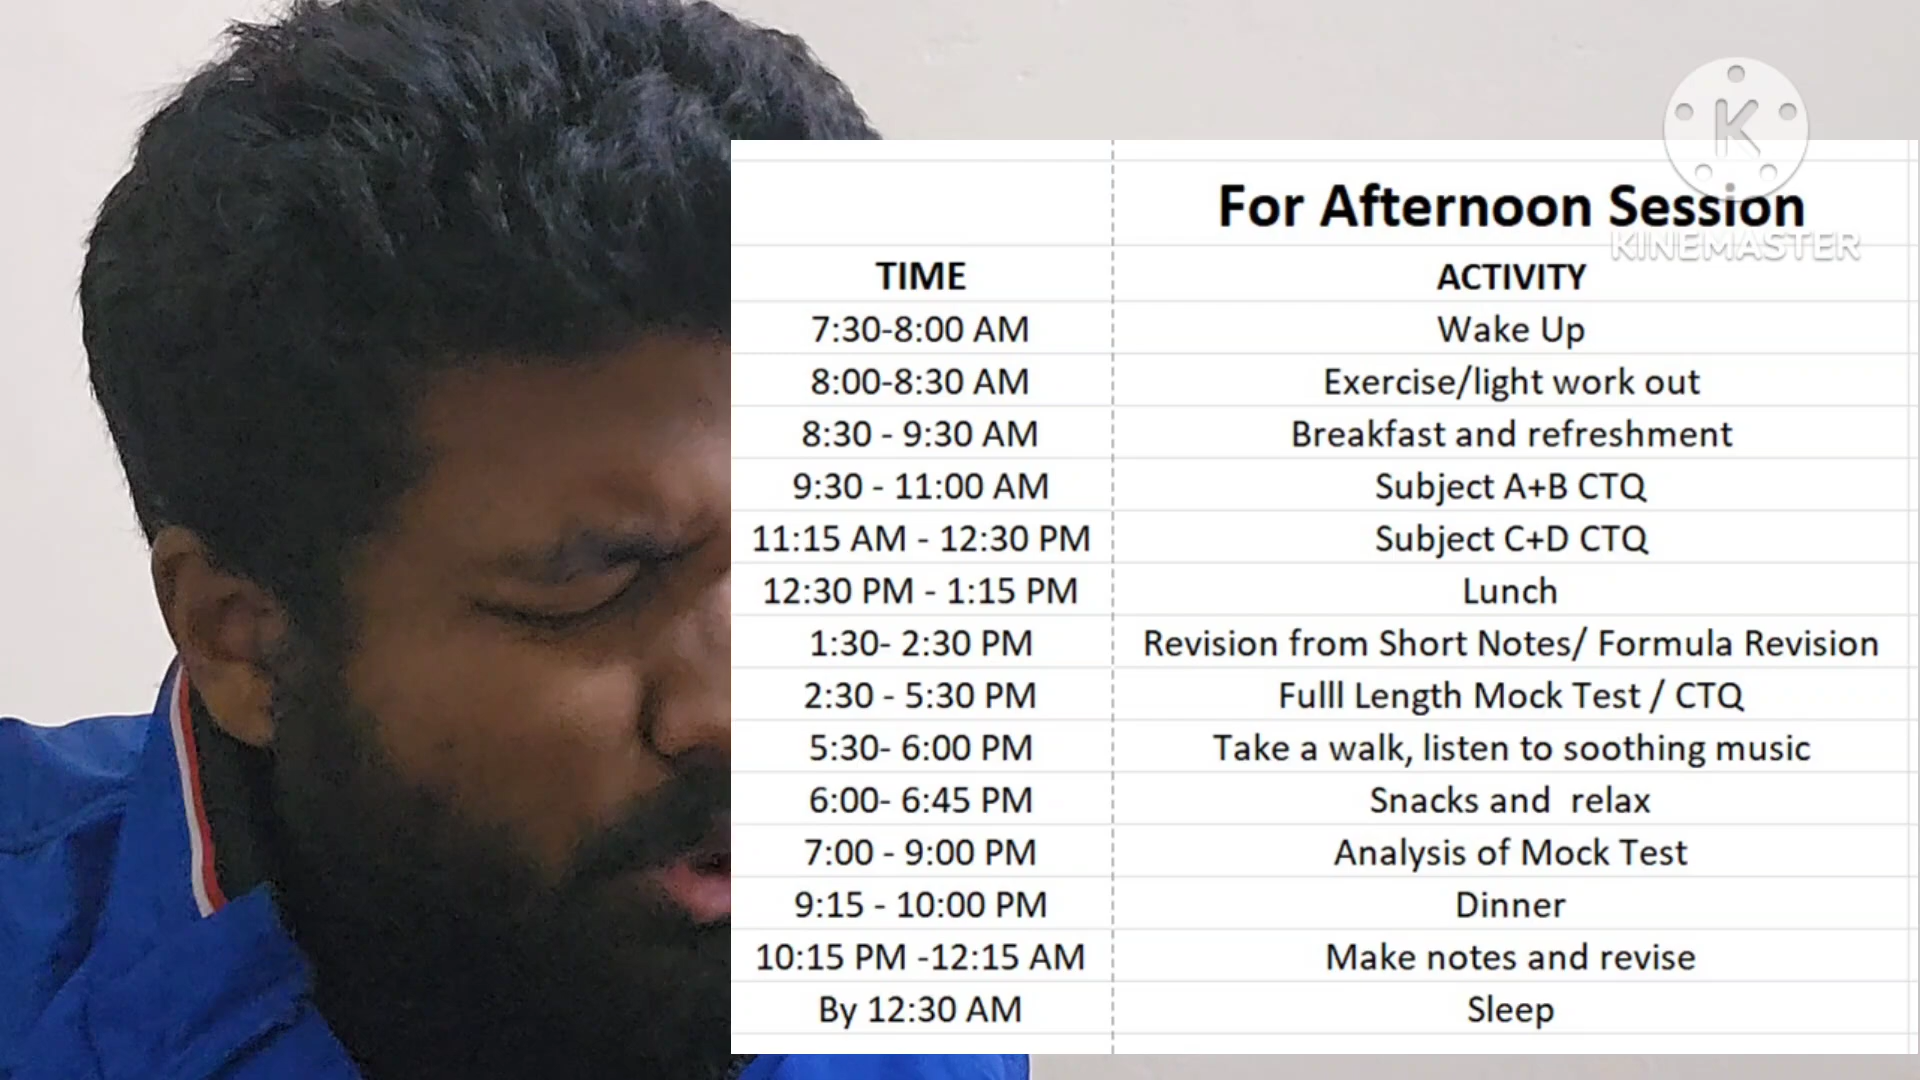 K
KINEMASTER
For Afternoon Session
TIME ACTIVITY
7:30-8:00 AM Wake Up
8:00-8:30 AM Exercise/light work out
8:30 - 9:30 AM Breakfast and refreshment
9:30 - 11:00 AM Subject A+B CTQ
11:15 AM - 12:30 PM Subject C+D CTQ
12:30 PM - 1:15 PM Lunch
1:30- 2:30 PM Revision from Short Notes/ Formula Revision
2:30 - 5:30 PM Fulll Length Mock Test / CTQ
5:30- 6:00 PM Take a walk, listen to soothing music
6:00- 6:45 PM Snacks and  relax
7:00 - 9:00 PM Analysis of Mock Test
9:15 - 10:00 PM Dinner
10:15 PM -12:15 AM Make notes and revise
By 12:30 AM Sleep